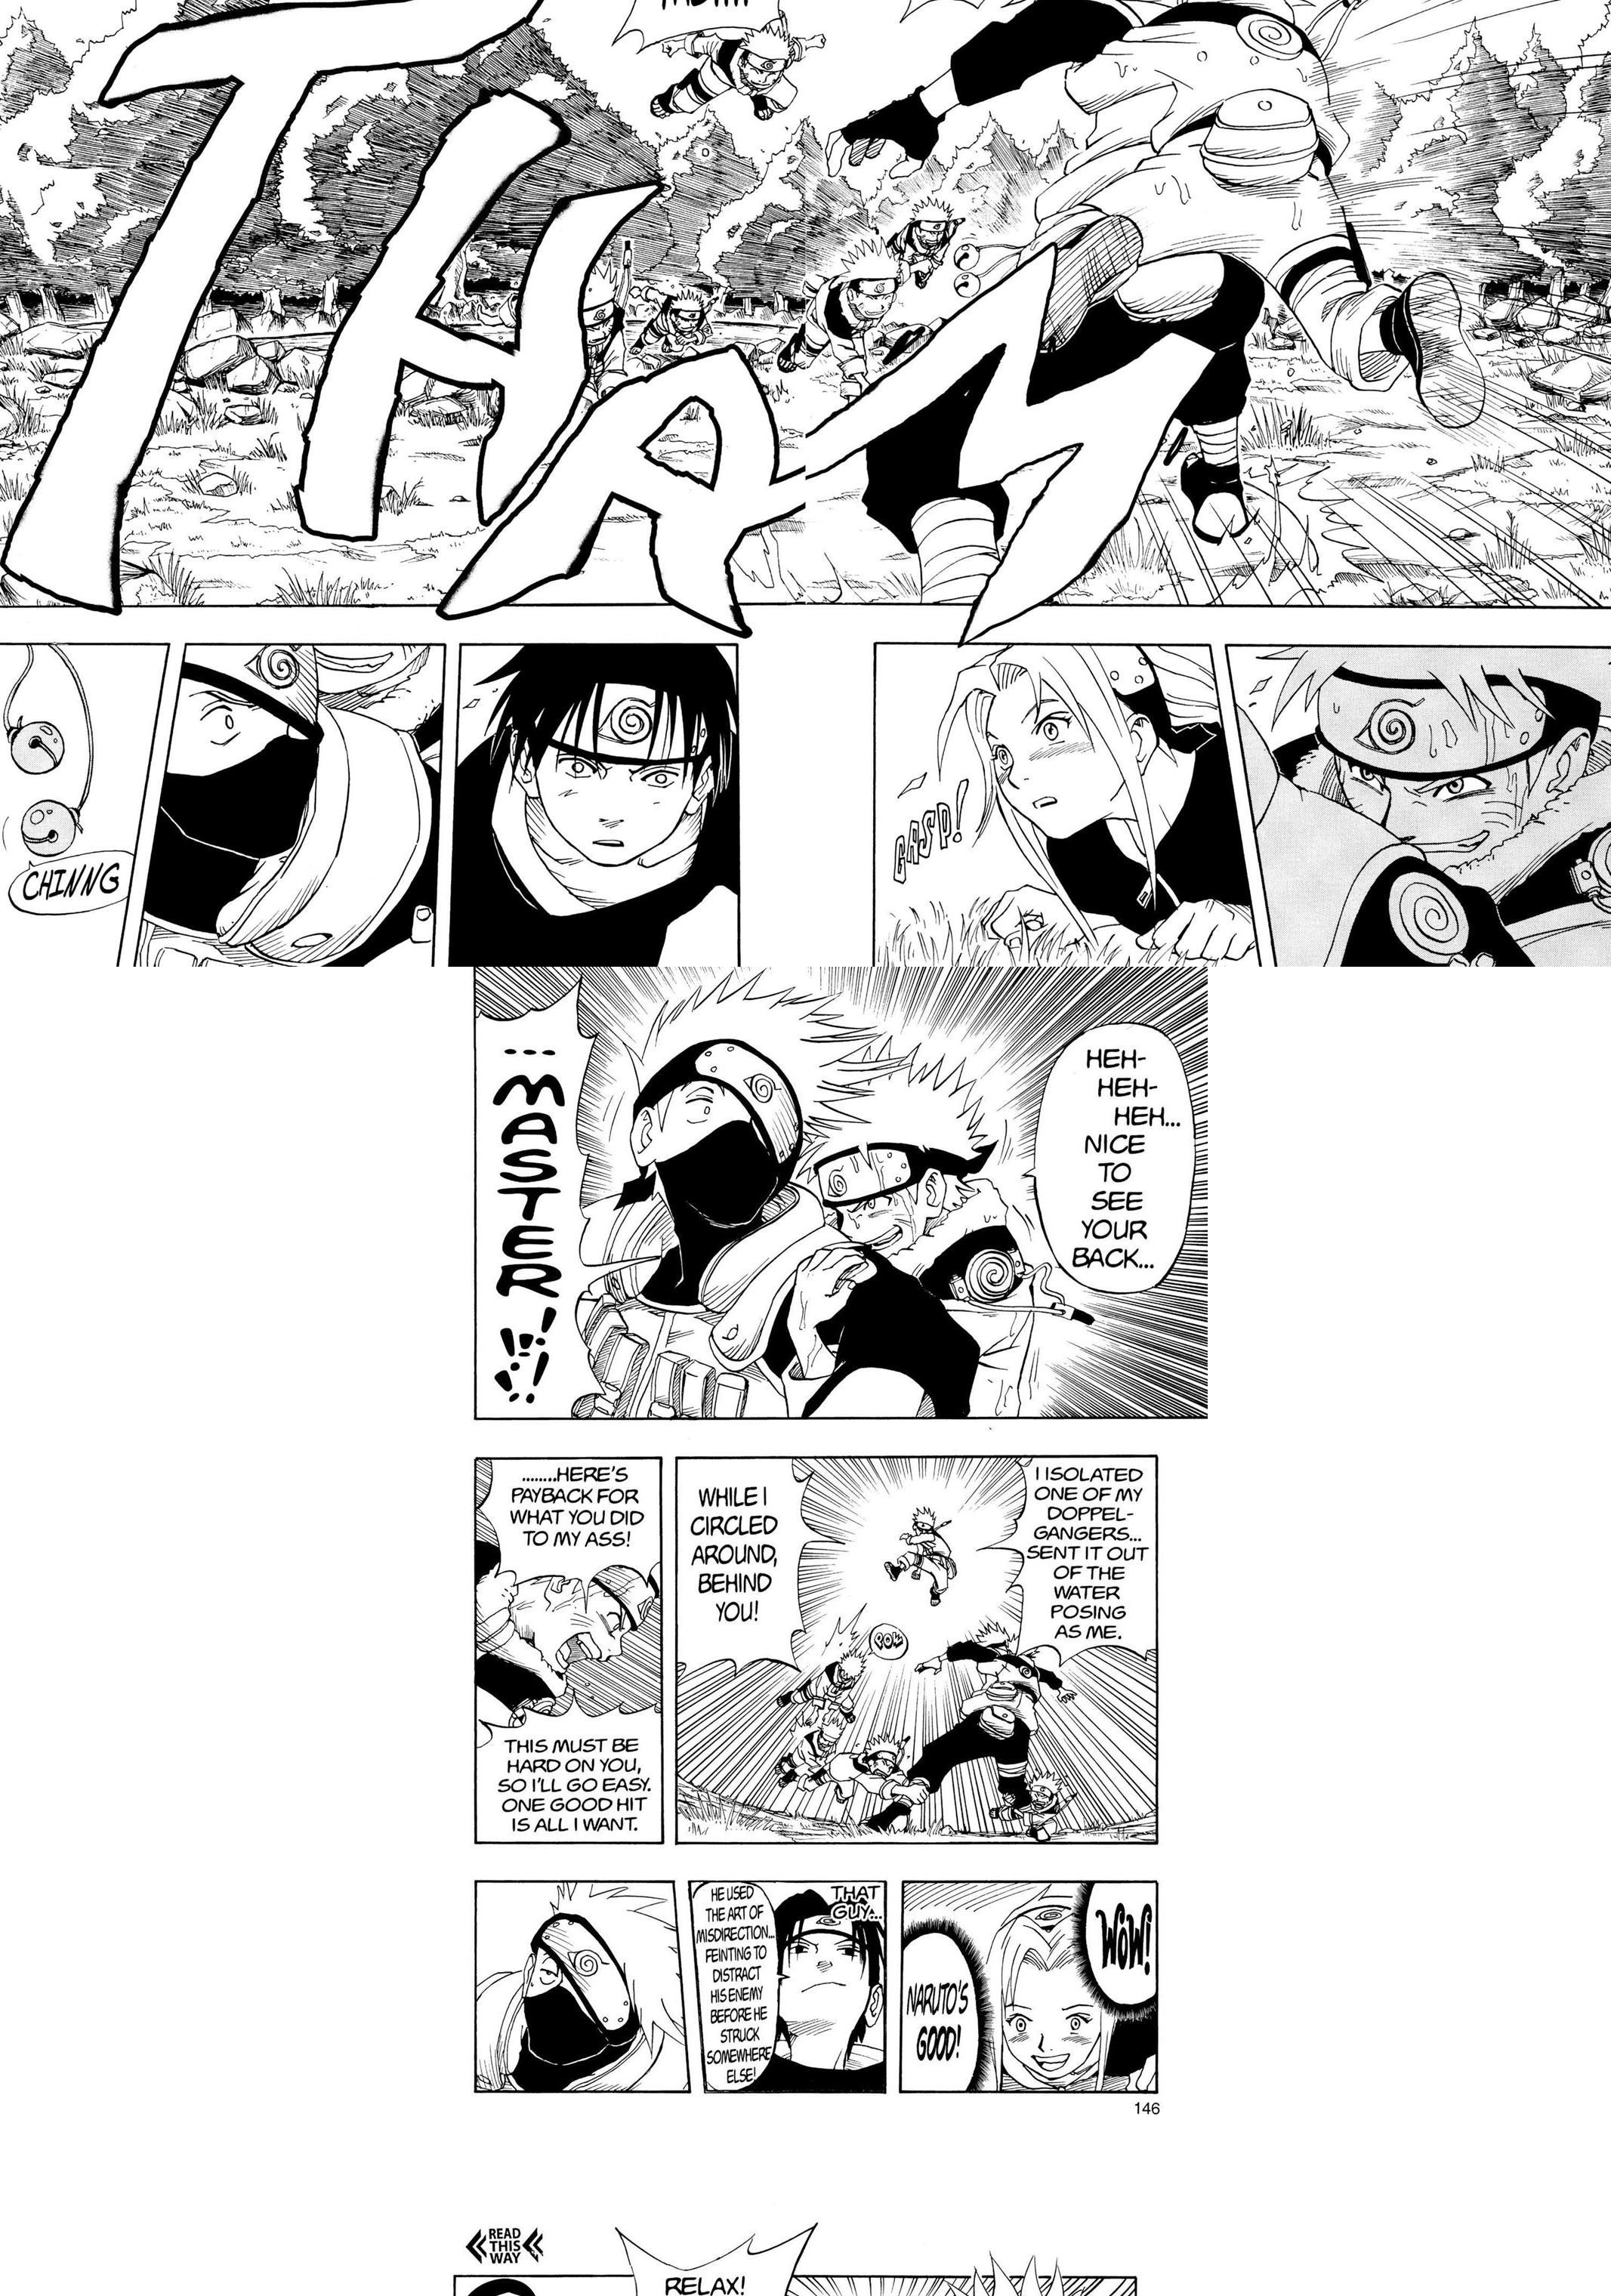 THAM
GASP!
CHINNG
HEH-
HEH-
HEH...
NICE
TO
SEE
YOUR
BACK...
...
MASTER!!!
I ISOLATED
ONE OF MY
DOPPEL-
GANGERS...
SENT IT OUT
OF THE
WATER
POSING
AS ME.
WHILE I
CIRCLED
AROUND,
BEHIND
YOU!
POK
........HERE'S
PAYBACK FOR
WHAT YOU DID
TO MY ASS!
THIS MUST BE
HARD ON YOU,
SO I'LL GO EASY.
ONE GOOD HIT
IS ALL I WANT.
WOW!
NARUTO'S
GOOD!
THAT
GUY...
HE USED
THE ART OF
MISDIRECTION...
FEINTING TO
DISTRACT
HIS ENEMY
BEFORE HE
STRUCK
SOMEWHERE
ELSE!
146
READ
THIS
WAY
RELAX!